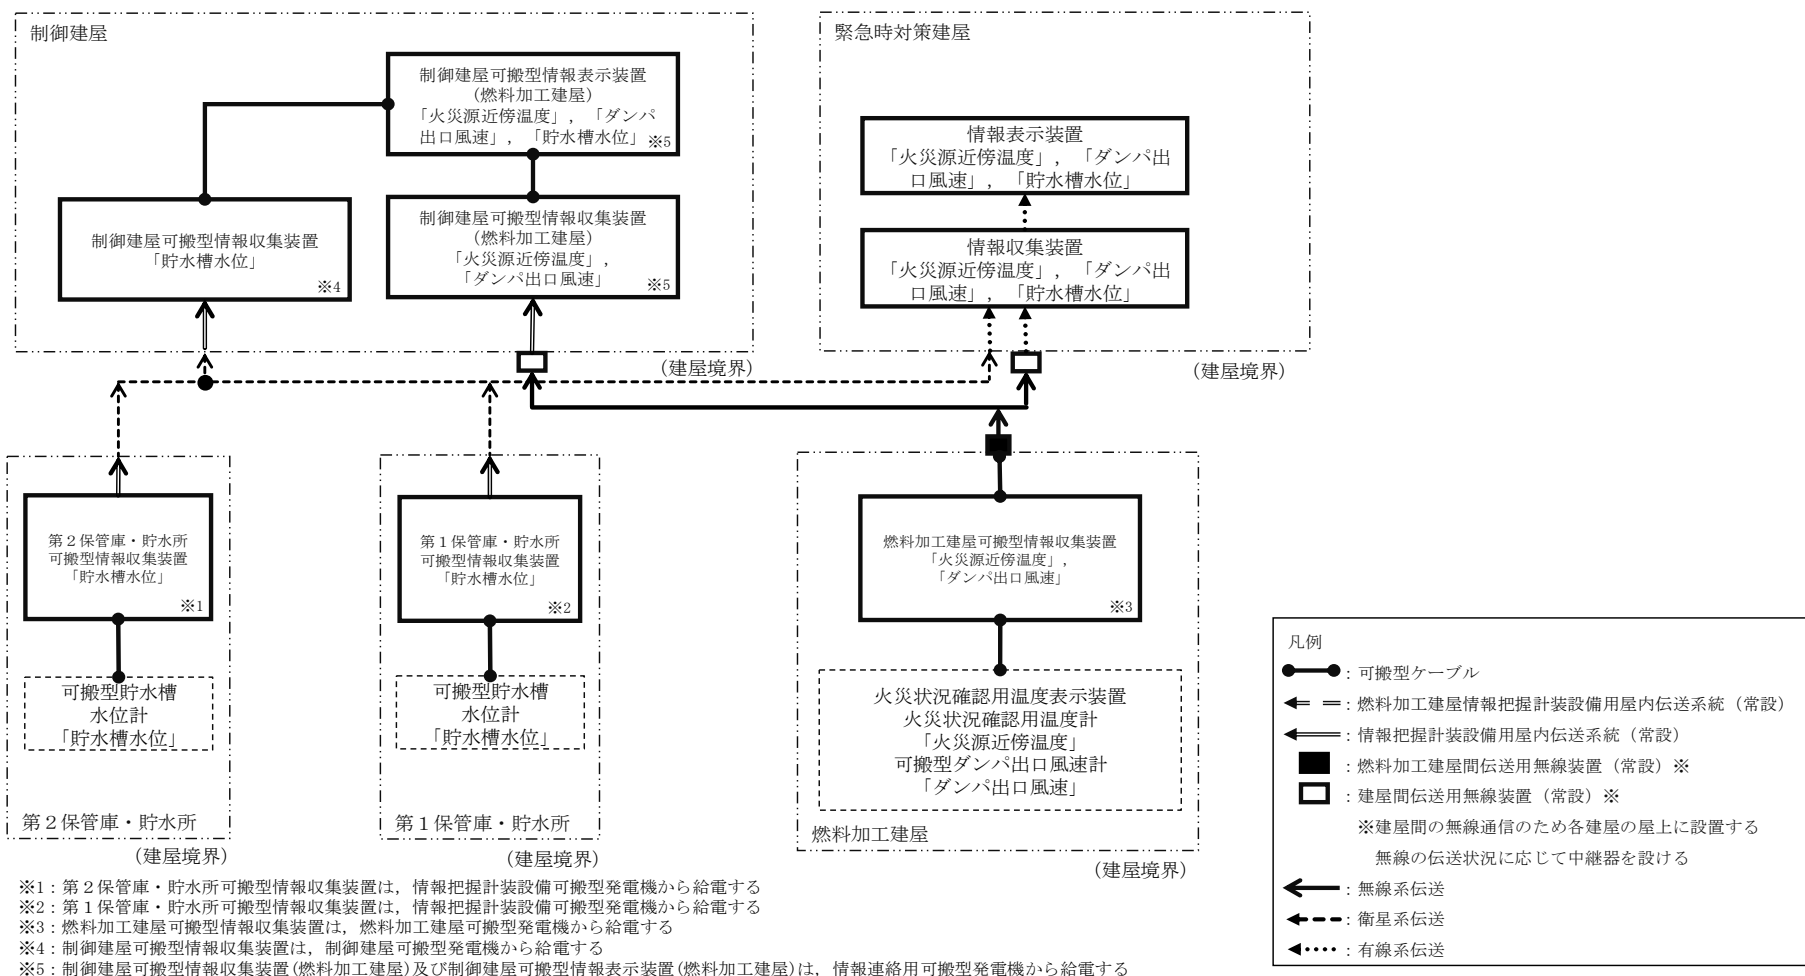 制御建屋
制御建屋可搬型情報表示装置
（燃料加工建屋）
「火災源近傍温度」，「ダンパ
出口風速」，「貯水槽水位」※5
制御建屋可搬型情報収集装置
「貯水槽水位」
※4
制御建屋可搬型情報収集装置
（燃料加工建屋）
「火災源近傍温度」，
「ダンパ出口風速」
※5
（建屋境界）
緊急時対策建屋
情報表示装置
「火災源近傍温度」，「ダンパ出
口風速」，「貯水槽水位」
情報収集装置
「火災源近傍温度」，「ダンパ出
口風速」，「貯水槽水位」
（建屋境界）
第２保管庫・貯水所
可搬型情報収集装置
「貯水槽水位」
※1
可搬型貯水槽
水位計
「貯水槽水位」
第２保管庫・貯水所
（建屋境界）
第１保管庫・貯水所
可搬型情報収集装置
「貯水槽水位」
※2
可搬型貯水槽
水位計
「貯水槽水位」
第１保管庫・貯水所
（建屋境界）
燃料加工建屋可搬型情報収集装置
「火災源近傍温度」，
「ダンパ出口風速」
※3
火災状況確認用温度表示装置
火災状況確認用温度計
「火災源近傍温度」
可搬型ダンパ出口風速計
「ダンパ出口風速」
燃料加工建屋
（建屋境界）
凡例
：可搬型ケーブル
：燃料加工建屋情報把握計装設備用屋内伝送系統（常設）
：情報把握計装設備用屋内伝送系統（常設）
：燃料加工建屋間伝送用無線装置（常設）※
：建屋間伝送用無線装置（常設）※
※建屋間の無線通信のため各建屋の屋上に設置する
無線の伝送状況に応じて中継器を設ける
：無線系伝送
：衛星系伝送
：有線系伝送
※1：第２保管庫・貯水所可搬型情報収集装置は，情報把握計装設備可搬型発電機から給電する
※2：第１保管庫・貯水所可搬型情報収集装置は，情報把握計装設備可搬型発電機から給電する
※3：燃料加工建屋可搬型情報収集装置は，燃料加工建屋可搬型発電機から給電する
※4：制御建屋可搬型情報収集装置は，制御建屋可搬型発電機から給電する
※5：制御建屋可搬型情報収集装置(燃料加工建屋)及び制御建屋可搬型情報表示装置(燃料加工建屋)は，情報連絡用可搬型発電機から給電する